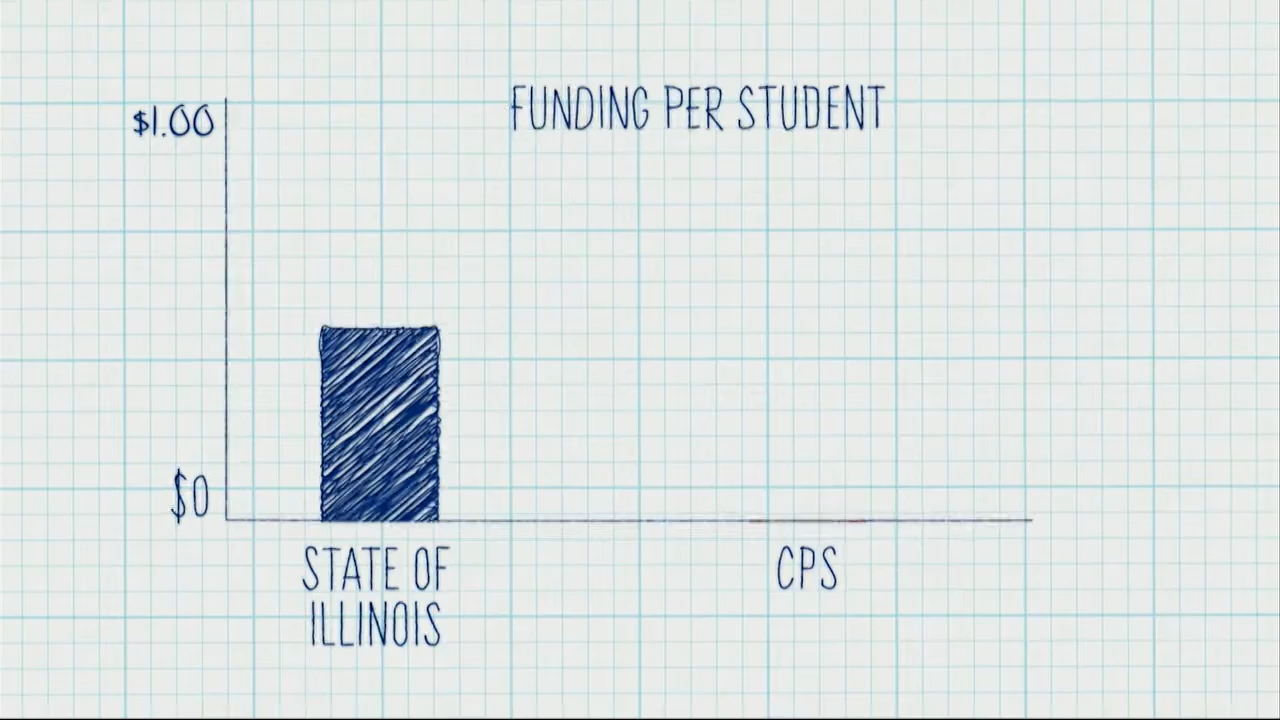 FUNDING PER STUDENT
$1.00
$0
STATE OF
ILLINOIS
CPS